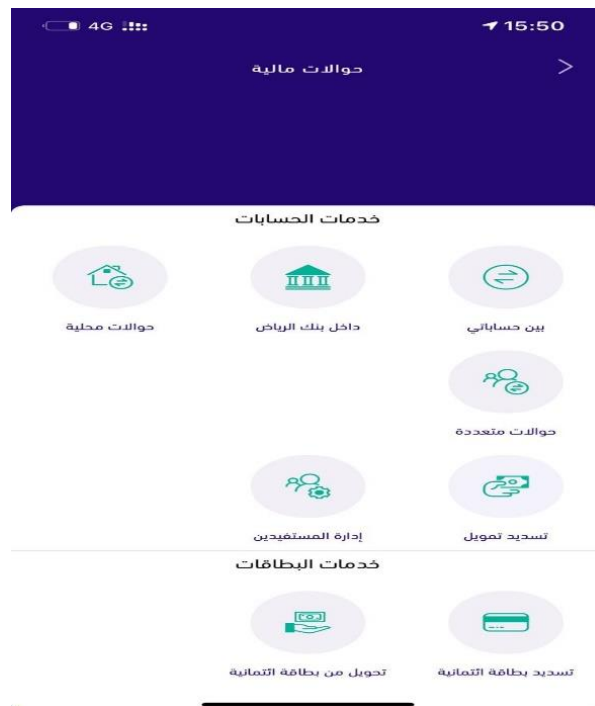 4G 15:50
حوالات مالية
خدمات الحسابات
بين حساباتي
داخل بنك الرياض
حوالات محلية
حوالات متعددة
تسديد تمويل
إدارة المستفيدين
خدمات البطاقات
تسديد بطاقة ائتمانية
تحويل من بطاقة ائتمانية